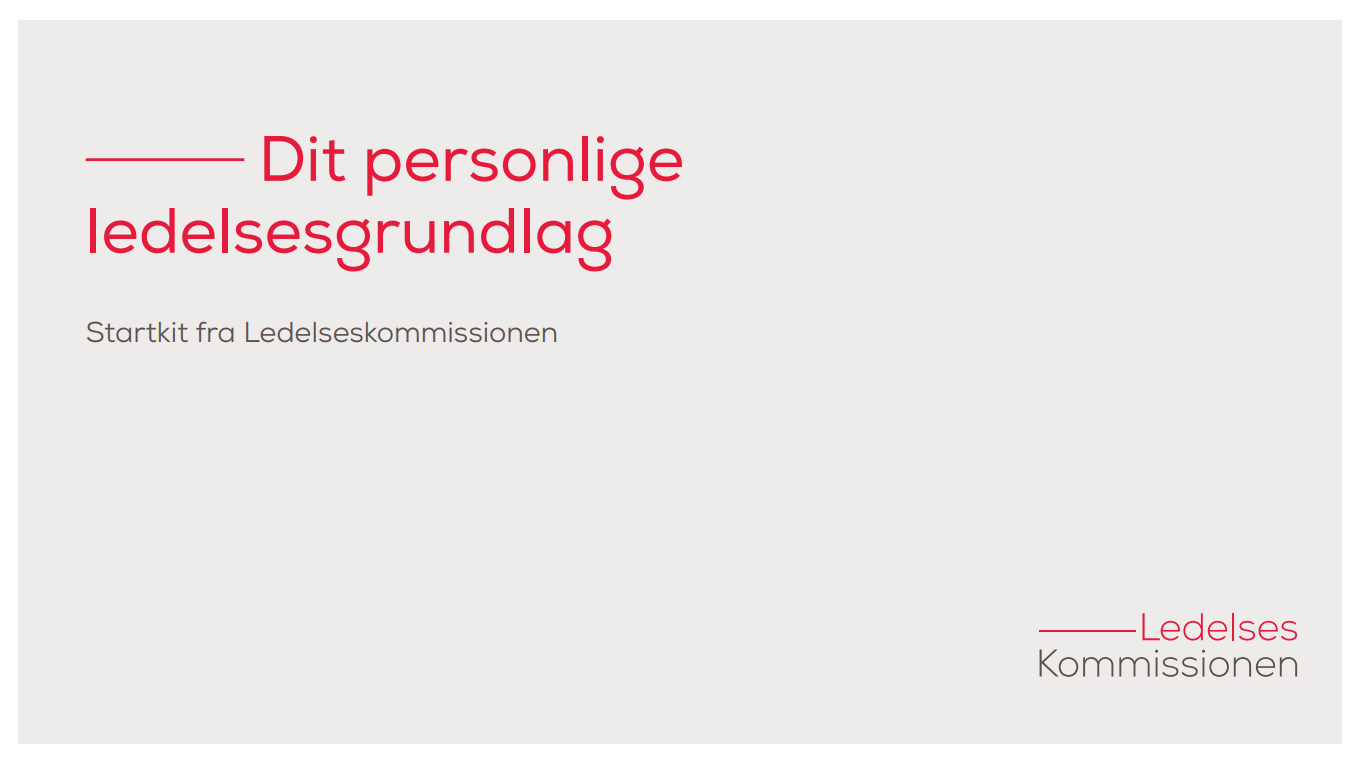 Dit personlige
ledelsesgrundlag
Startkit fra Ledelseskommissionen
Ledelses
Kommissionen